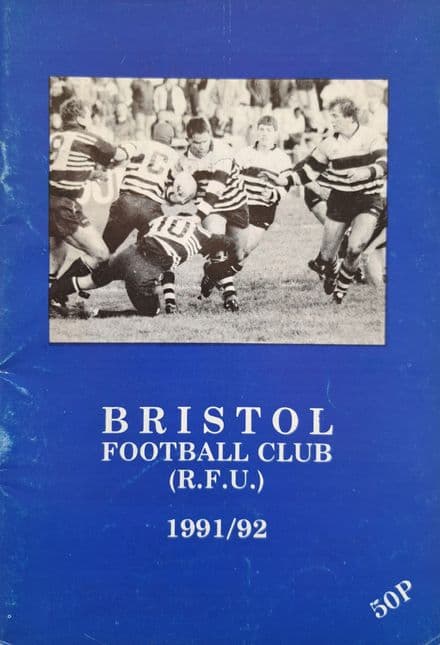 BRISTOL
FOOTBALL CLUB
(R.F.U.)
1991/92
50P